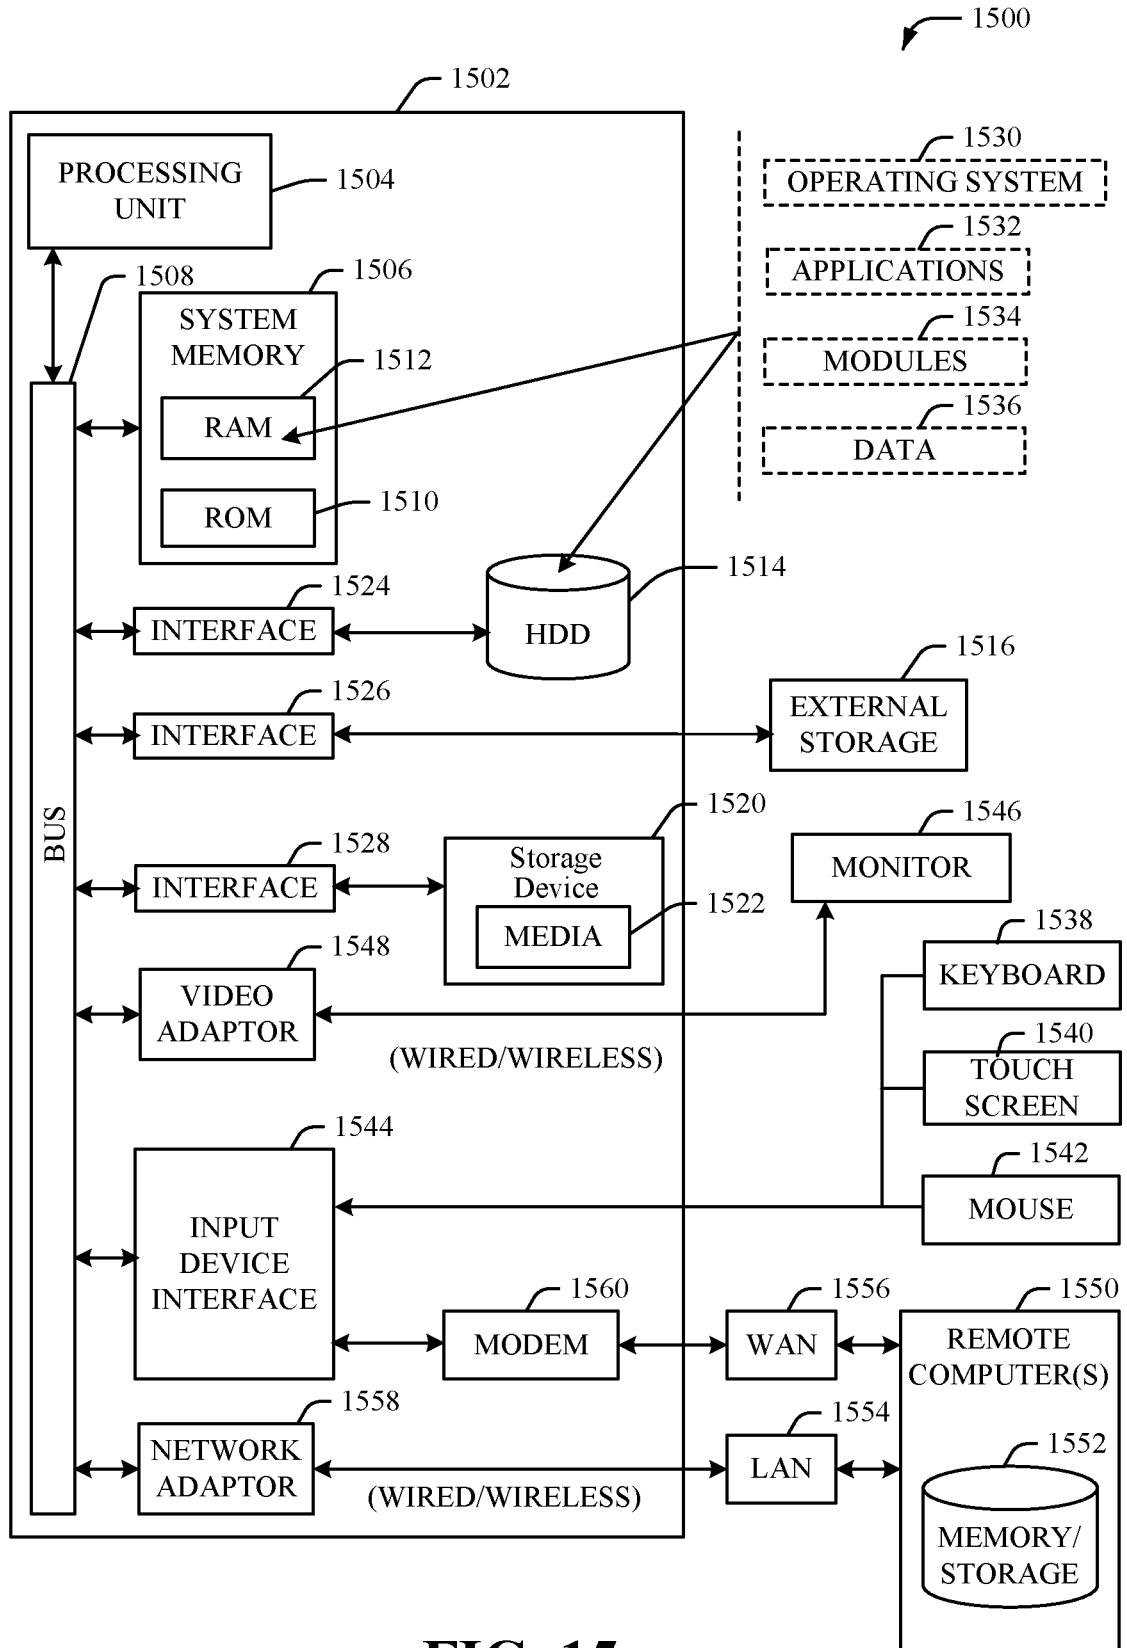 1500
1502
PROCESSING
UNIT
1504
1530
OPERATING SYSTEM
1532
APPLICATIONS
1534
MODULES
1536
DATA
1508
1506
SYSTEM
MEMORY
1512
RAM
1510
ROM
1524
INTERFACE
1514
HDD
1526
INTERFACE
1516
EXTERNAL
STORAGE
BUS
1528
INTERFACE
1520
Storage
Device
1522
MEDIA
1546
MONITOR
1548
VIDEO
ADAPTOR
(WIRED/WIRELESS)
1538
KEYBOARD
1540
TOUCH
SCREEN
1542
MOUSE
1544
INPUT
DEVICE
INTERFACE
1560
MODEM
1556
WAN
1550
REMOTE
COMPUTER(S)
1558
NETWORK
ADAPTOR
(WIRED/WIRELESS)
1554
LAN
1552
MEMORY/
STORAGE
FIG. 15